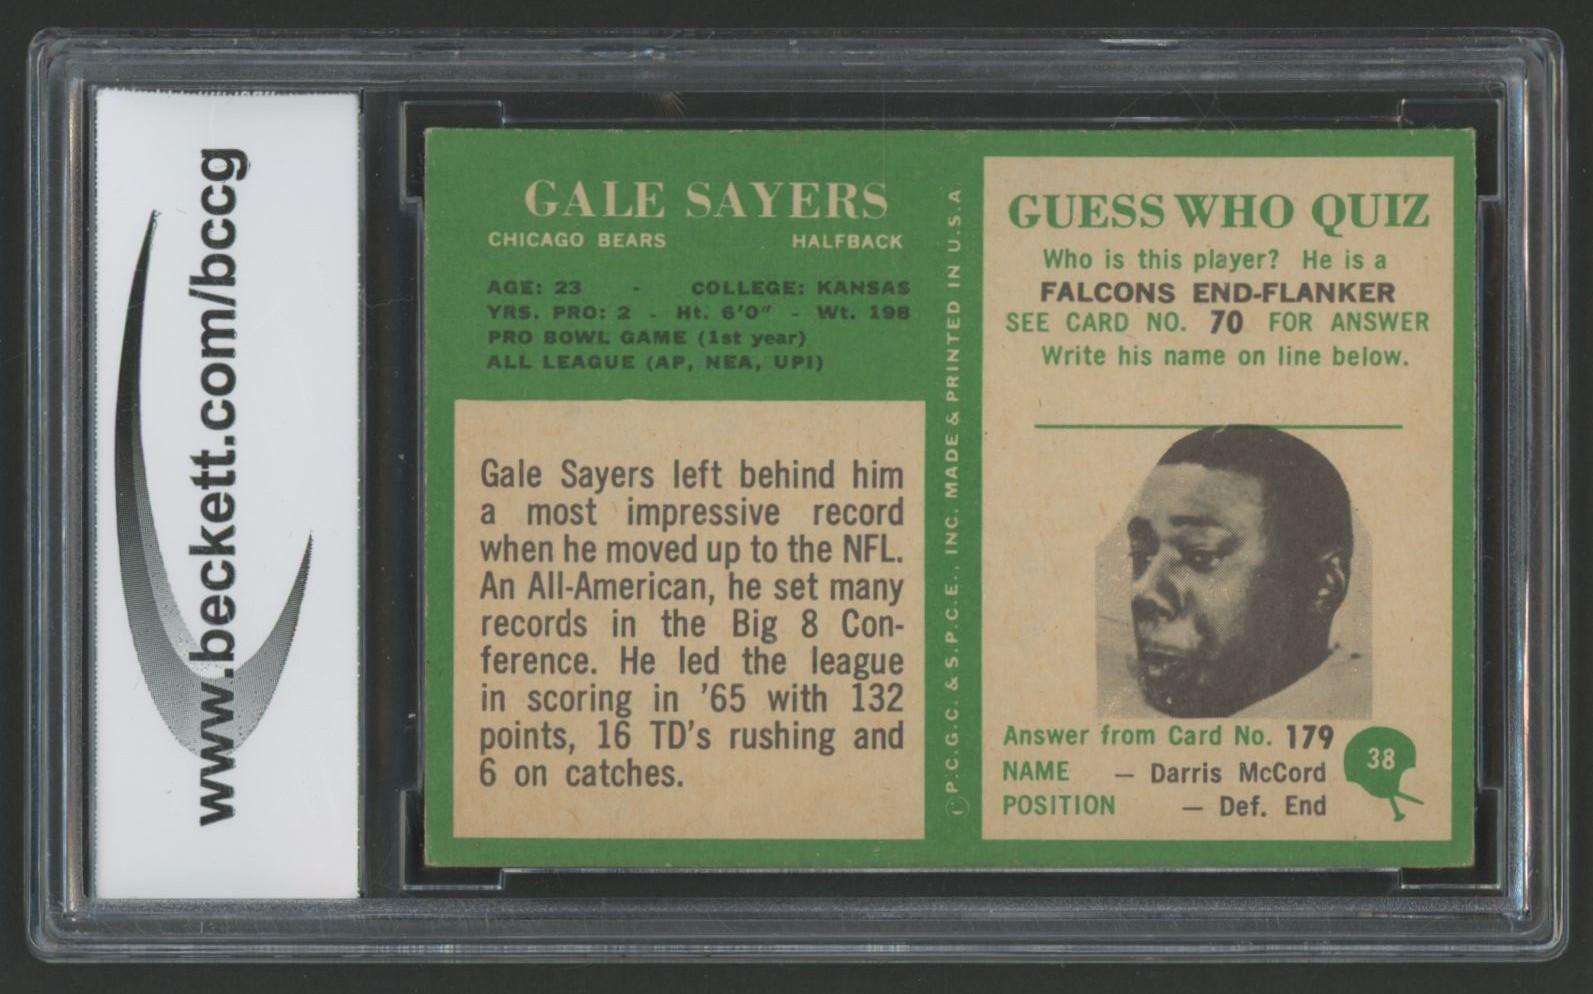 www.beckett.com/bccg
GALE SAYERS
CHICAGO BEARS HALFBACK
AGE: 23 - COLLEGE: KANSAS
YRS. PRO: 2 - Ht. 6'0" - Wt. 198
PRO BOWL GAME (1st year)
ALL LEAGUE (AP, NEA, UPI)
Gale Sayers left behind him
a most impressive record
when he moved up to the NFL.
An All-American, he set many
records in the Big 8 Con-
ference. He led the league
in scoring in '65 with 132
points, 16 TD's rushing and
6 on catches.
Ⓒ P.C.G.C. & S.P.C.E., INC. MADE & PRINTED IN U.S.A
GUESS WHO QUIZ
Who is this player? He is a
FALCONS END-FLANKER
SEE CARD NO. 70 FOR ANSWER
Write his name on line below.
Answer from Card No. 179
NAME — Darris McCord
POSITION — Def. End
38